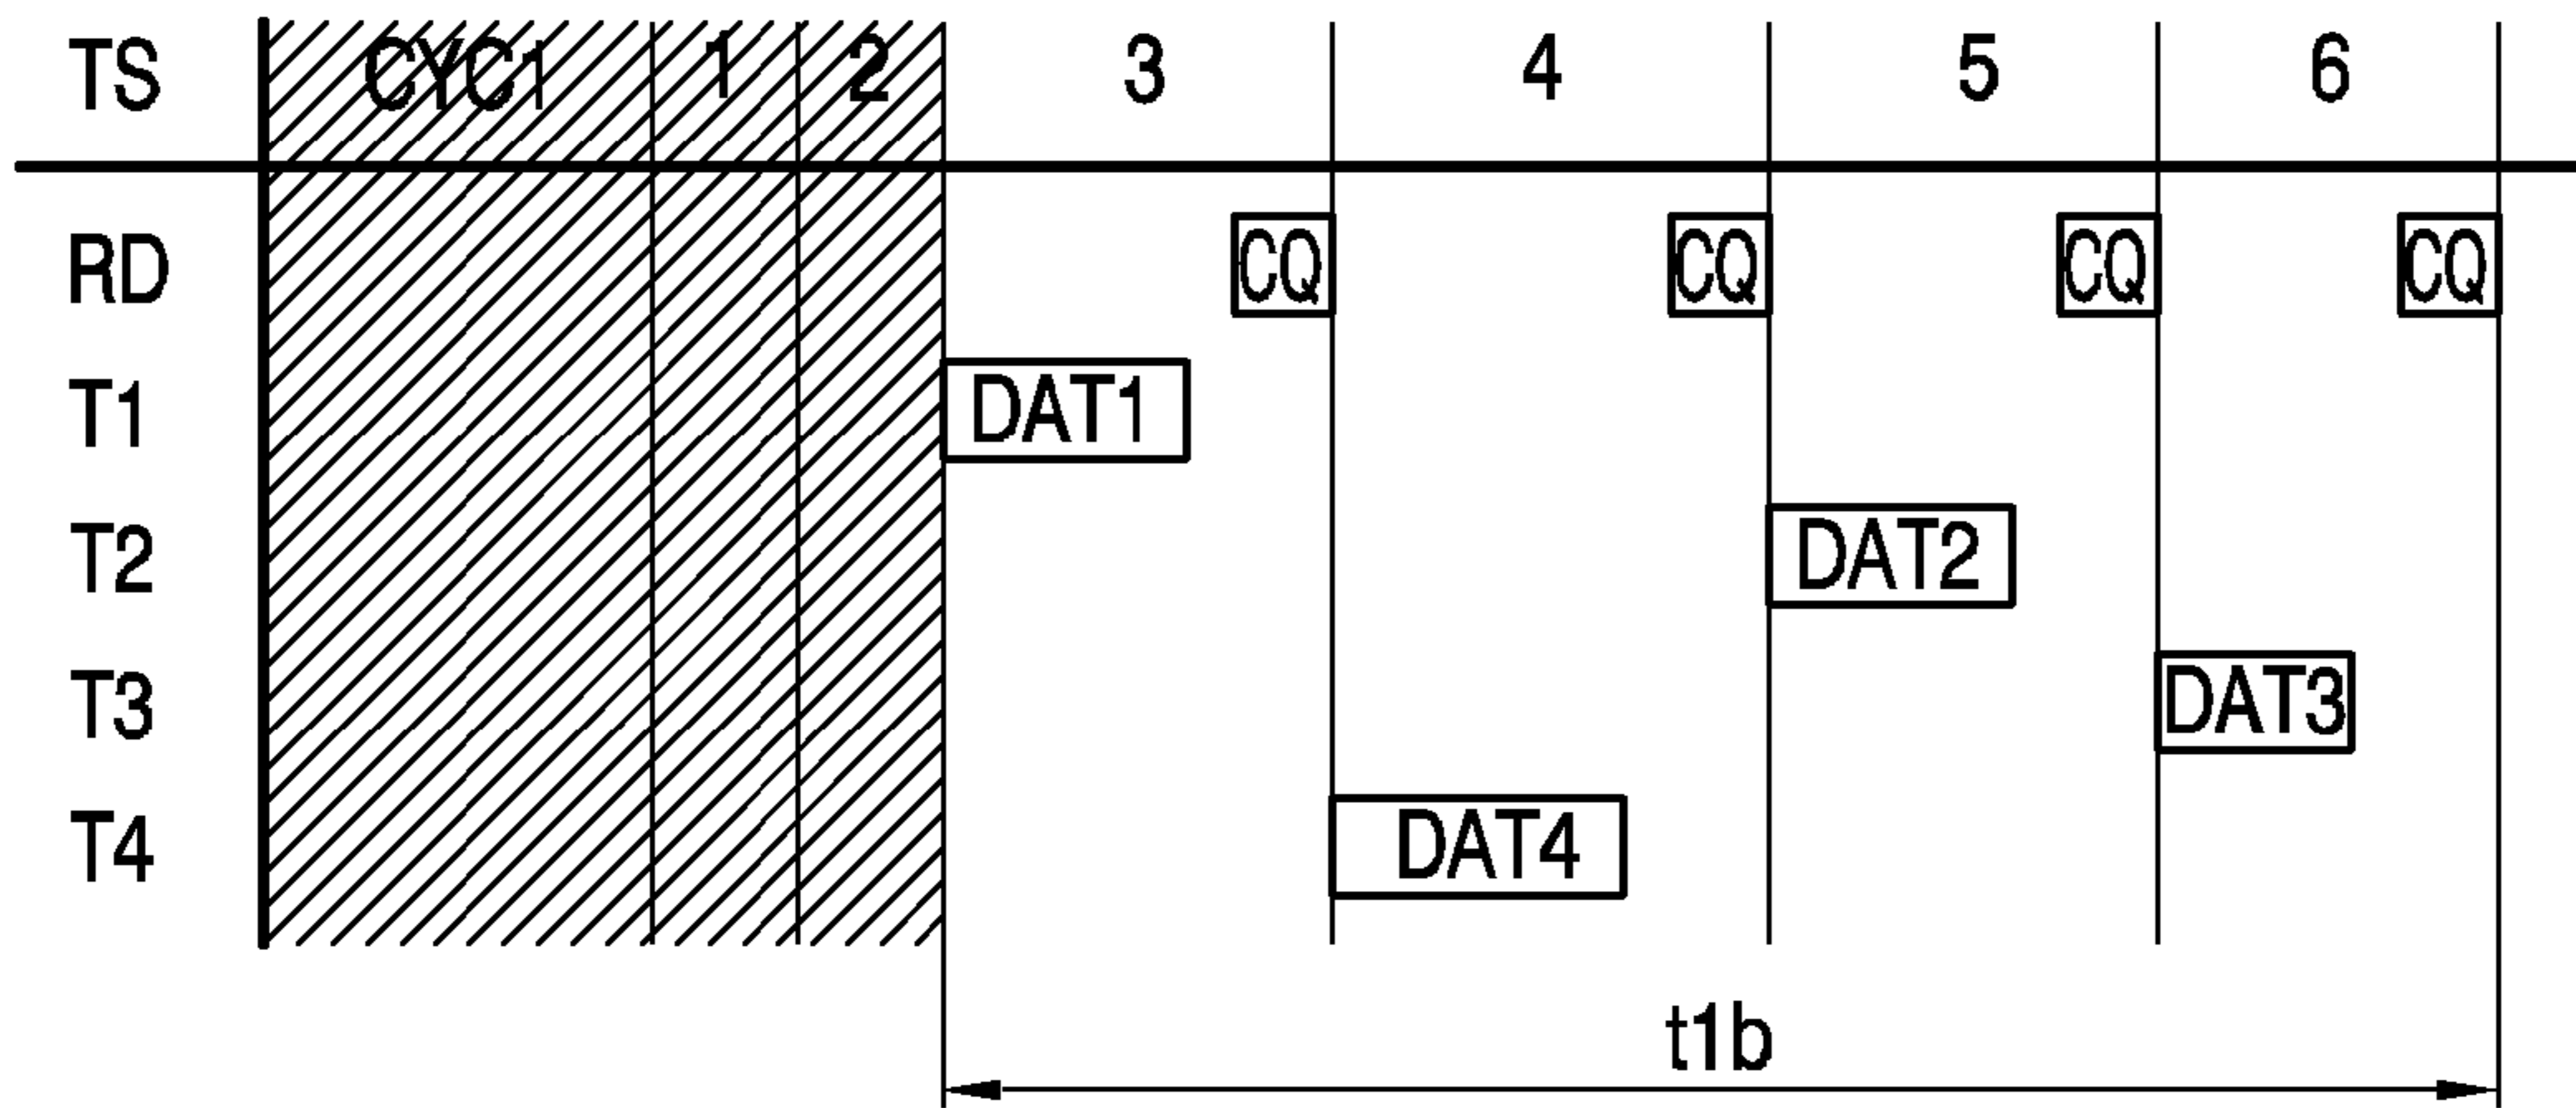 TS CYC1 1 2 3 4 5 6
RD CQ CQ CQ CQ
T1 DAT1
T2 DAT2
T3 DAT3
T4 DAT4
t1b